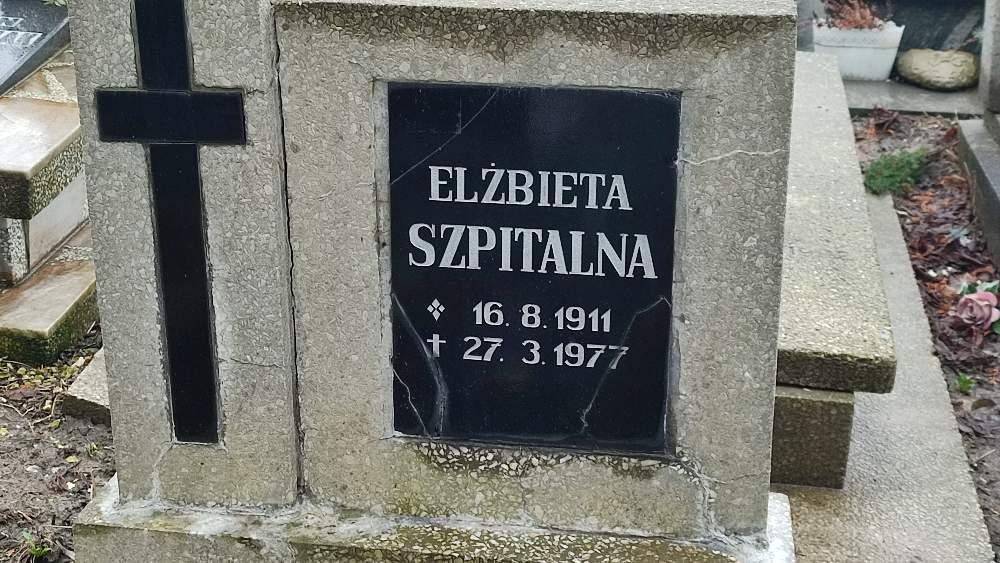 ELŻBIETA
SZPITALNA
❖ 16. 8. 1911
✝ 27. 3. 1977